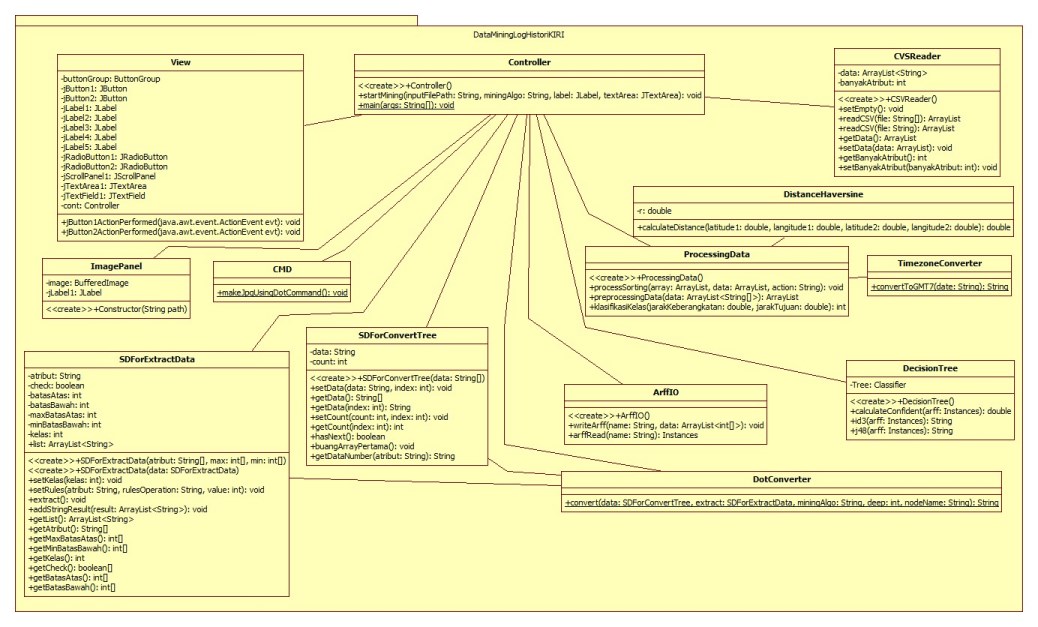 DataMiningLogHistoriKIRI
View
-buttonGroup: ButtonGroup
-jButton1: JButton
-jButton2: JButton
-jLabel1: JLabel
-jLabel2: JLabel
-jLabel3: JLabel
-jLabel4: JLabel
-jLabel5: JLabel
-jRadioButton1: JRadioButton
-jRadioButton2: JRadioButton
-jScrollPanel1: JScrollPanel
-jTextArea1: JTextArea
-jTextField1: JTextField
-cont: Controller
+jButton1ActionPerformed(java.awt.event.ActionEvent evt): void
+jButton2ActionPerformed(java.awt.event.ActionEvent evt): void
Controller
<<create>>+Controller()
+startMining(inputFilePath: String, miningAlgo: String, label: JLabel, textArea: JTextArea): void
+main(args: String[]): void
CVSReader
-data: ArrayList<String>
-banyakAtribut: int
<<create>>+CSVReader()
+setEmpty(): void
+readCSV(file: String[]): ArrayList
+readCSV(file: String): ArrayList
+getData(): ArrayList
+setData(data: ArrayList): void
+getBanyakAtribut(): int
+setBanyakAtribut(banyakAtribut: int): void
DistanceHaversine
-r: double
+calculateDistance(latitude1: double, langitude1: double, latitude2: double, langitude2: double): double
ImagePanel
-image: BufferedImage
-jLabel1: JLabel
<<create>>+Constructor(String path)
CMD
+makeJpgUsingDotCommand(): void
ProcessingData
<<create>>+ProcessingData()
+processSorting(array: ArrayList, data: ArrayList, action: String): void
+preprocessingData(data: ArrayList<String[]>): ArrayList
+klasifikasiKelas(jarakKeberangkatan: double, jarakTujuan: double): int
TimezoneConverter
+convertToGMT7(date: String): String
SDForExtractData
-atribut: String
-check: boolean
-batasAtas: int
-batasBawah: int
-maxBatasAtas: int
-minBatasBawah: int
-kelas: int
+list: ArrayList<String>
<<create>>+SDForExtractData(atribut: String[], max: int[], min: int[])
<<create>>+SDForExtractData(data: SDForExtractData)
+setKelas(kelas: int): void
+setRules(atribut: String, rulesOperation: String, value: int): void
+extract(): void
+addStringResult(result: ArrayList<String>): void
+getList(): ArrayList<String>
+getAtribut(): String[]
+getMaxBatasAtas(): int[]
+getMinBatasBawah(): int[]
+getKelas(): int
+getCheck(): boolean[]
+getBatasAtas(): int[]
+getBatasBawah(): int[]
SDForConvertTree
-data: String
-count: int
<<create>>+SDForConvertTree(data: String[])
+setData(data: String, index: int): void
+getData(): String[]
+getData(index: int): String
+setCount(count: int, index: int): void
+getCount(index: int): int
+hasNext(): boolean
+buangArrayPertama(): void
+getDataNumber(atribut: String): String
ArffIO
<<create>>+ArffIO()
+writeArff(name: String, data: ArrayList<int[]>): void
+arffRead(name: String): Instances
DecisionTree
-Tree: Classifier
<<create>>+DecisionTree()
+calculateConfident(arff: Instances): double
+id3(arff: Instances): String
+j48(arff: Instances): String
DotConverter
+convert(data: SDForConvertTree, extract: SDForExtractData, miningAlgo: String, deep: int, nodeName: String): String